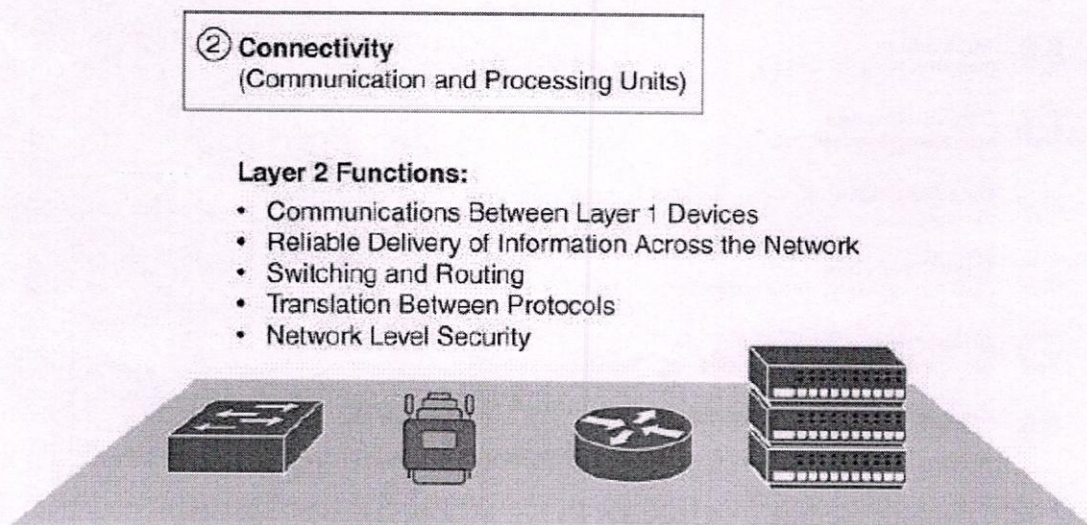 ② Connectivity
(Communication and Processing Units)
Layer 2 Functions:
• Communications Between Layer 1 Devices
• Reliable Delivery of Information Across the Network
• Switching and Routing
• Translation Between Protocols
• Network Level Security